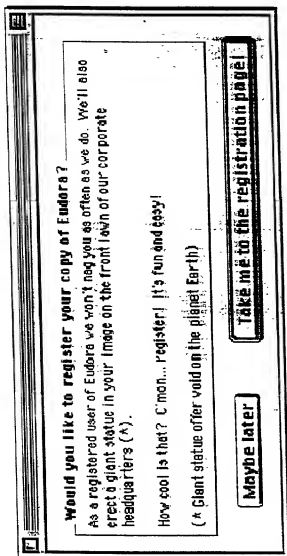 Would you like to register your copy of Eudora?
As a registered user of Eudora we won't nag you as often as we do. We'll also
erect a giant statue in your image on the front lawn of our corporate
headquarters (*).
How cool is that? C'mon... register! It's fun and easy!
(* Giant statue offer void on the planet Earth)
Maybe later
Take me to the registration page!